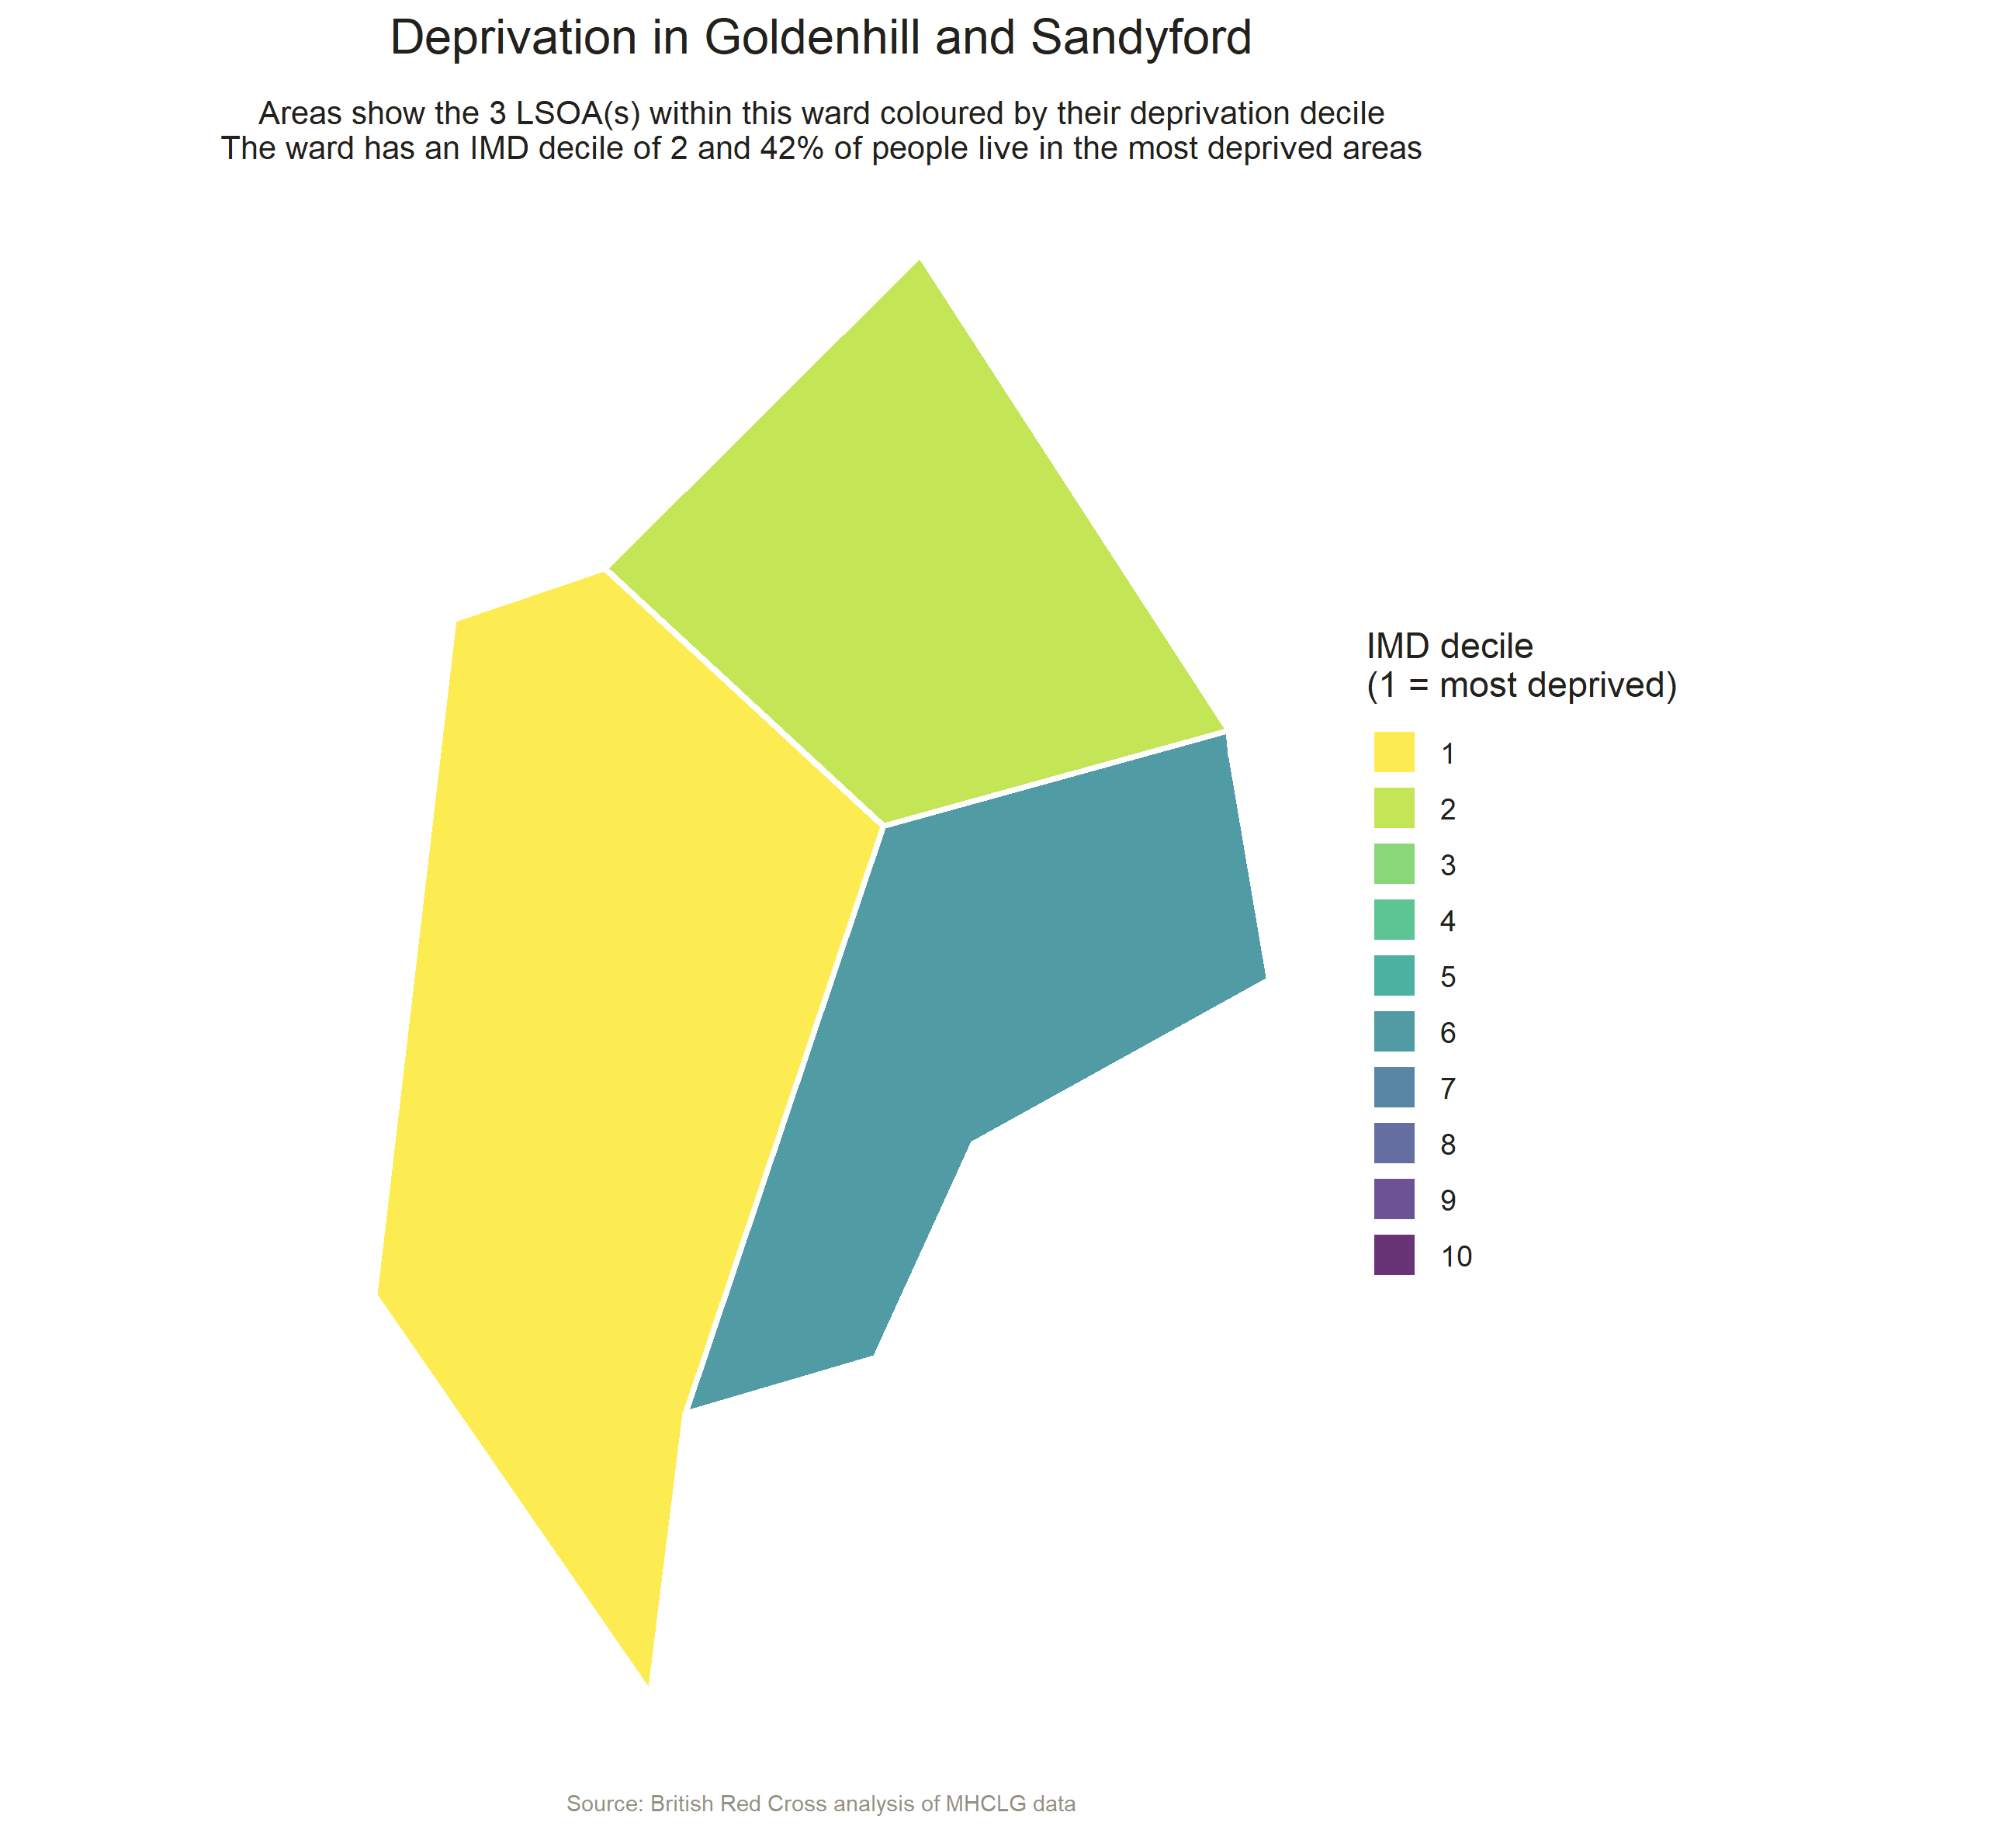 Deprivation in Goldenhill and Sandyford
Areas show the 3 LSOA(s) within this ward coloured by their deprivation decile
The ward has an IMD decile of 2 and 42% of people live in the most deprived areas
IMD decile
(1 = most deprived)
1
2
3
4
5
6
7
8
9
10
Source: British Red Cross analysis of MHCLG data